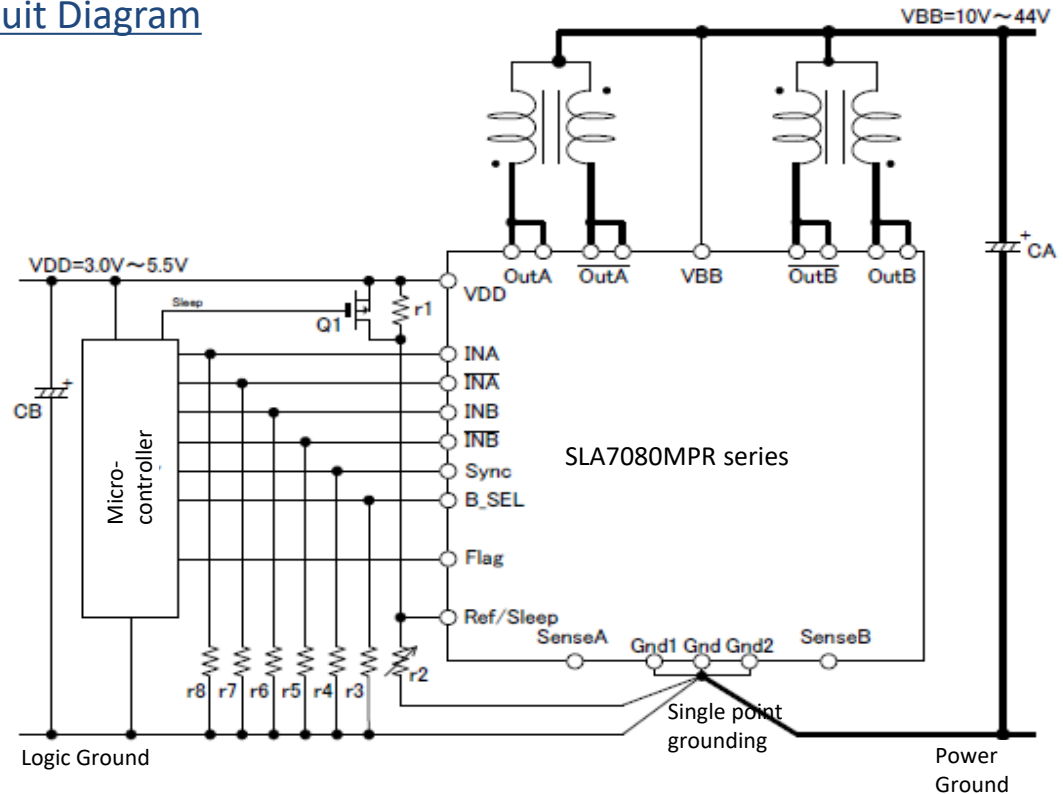 uit Diagram
VBB=10V～44V
CA
OutA
OutA
VBB
OutB
OutB
VDD=3.0V～5.5V
VDD
Sleep
Q1
r1
INA
INA
INB
INB
Sync
B_SEL
Flag
Ref/Sleep
CB
Micro-
controller
SLA7080MPR series
SenseA
Gnd1 Gnd Gnd2
SenseB
r8 r7 r6 r5 r4 r3 r2
Single point
grounding
Logic Ground
Power
Ground